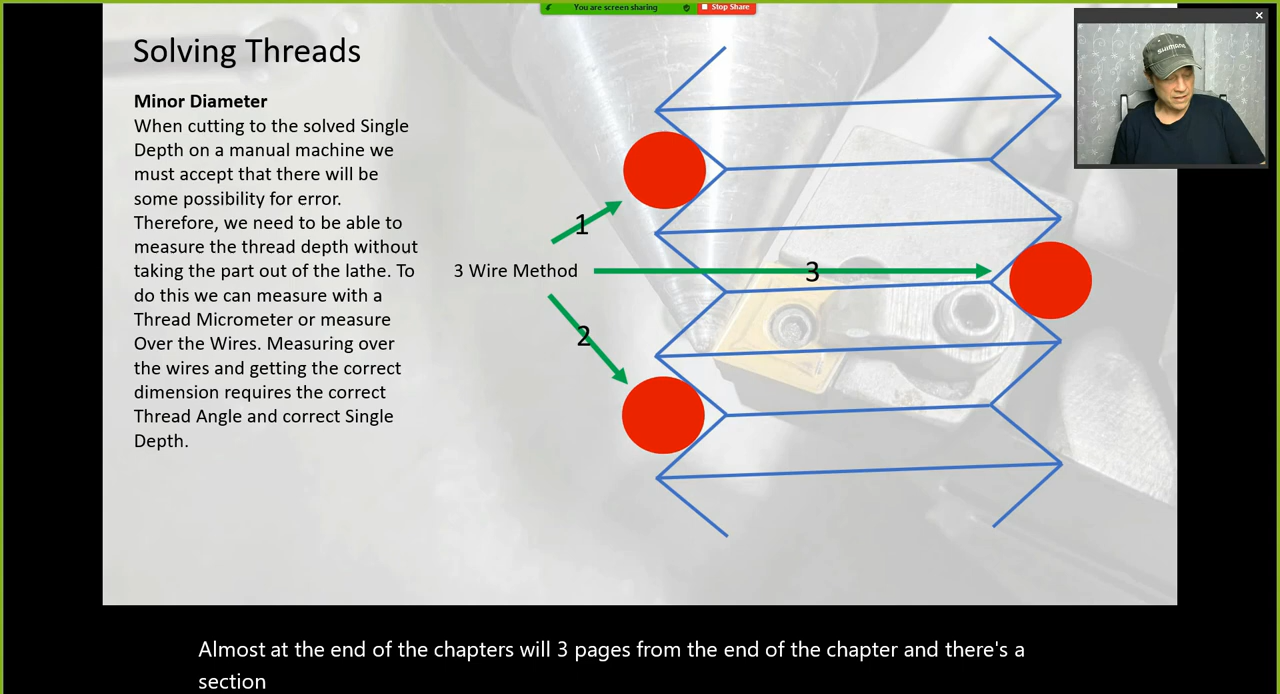 You are screen sharing
Stop Share
Solving Threads
Minor Diameter
When cutting to the solved Single
Depth on a manual machine we
must accept that there will be
some possibility for error.
Therefore, we need to be able to
measure the thread depth without
taking the part out of the lathe. To
do this we can measure with a
Thread Micrometer or measure
Over the Wires. Measuring over
the wires and getting the correct
dimension requires the correct
Thread Angle and correct Single
Depth.
1
3 Wire Method
3
2
Almost at the end of the chapters will 3 pages from the end of the chapter and there's a
section